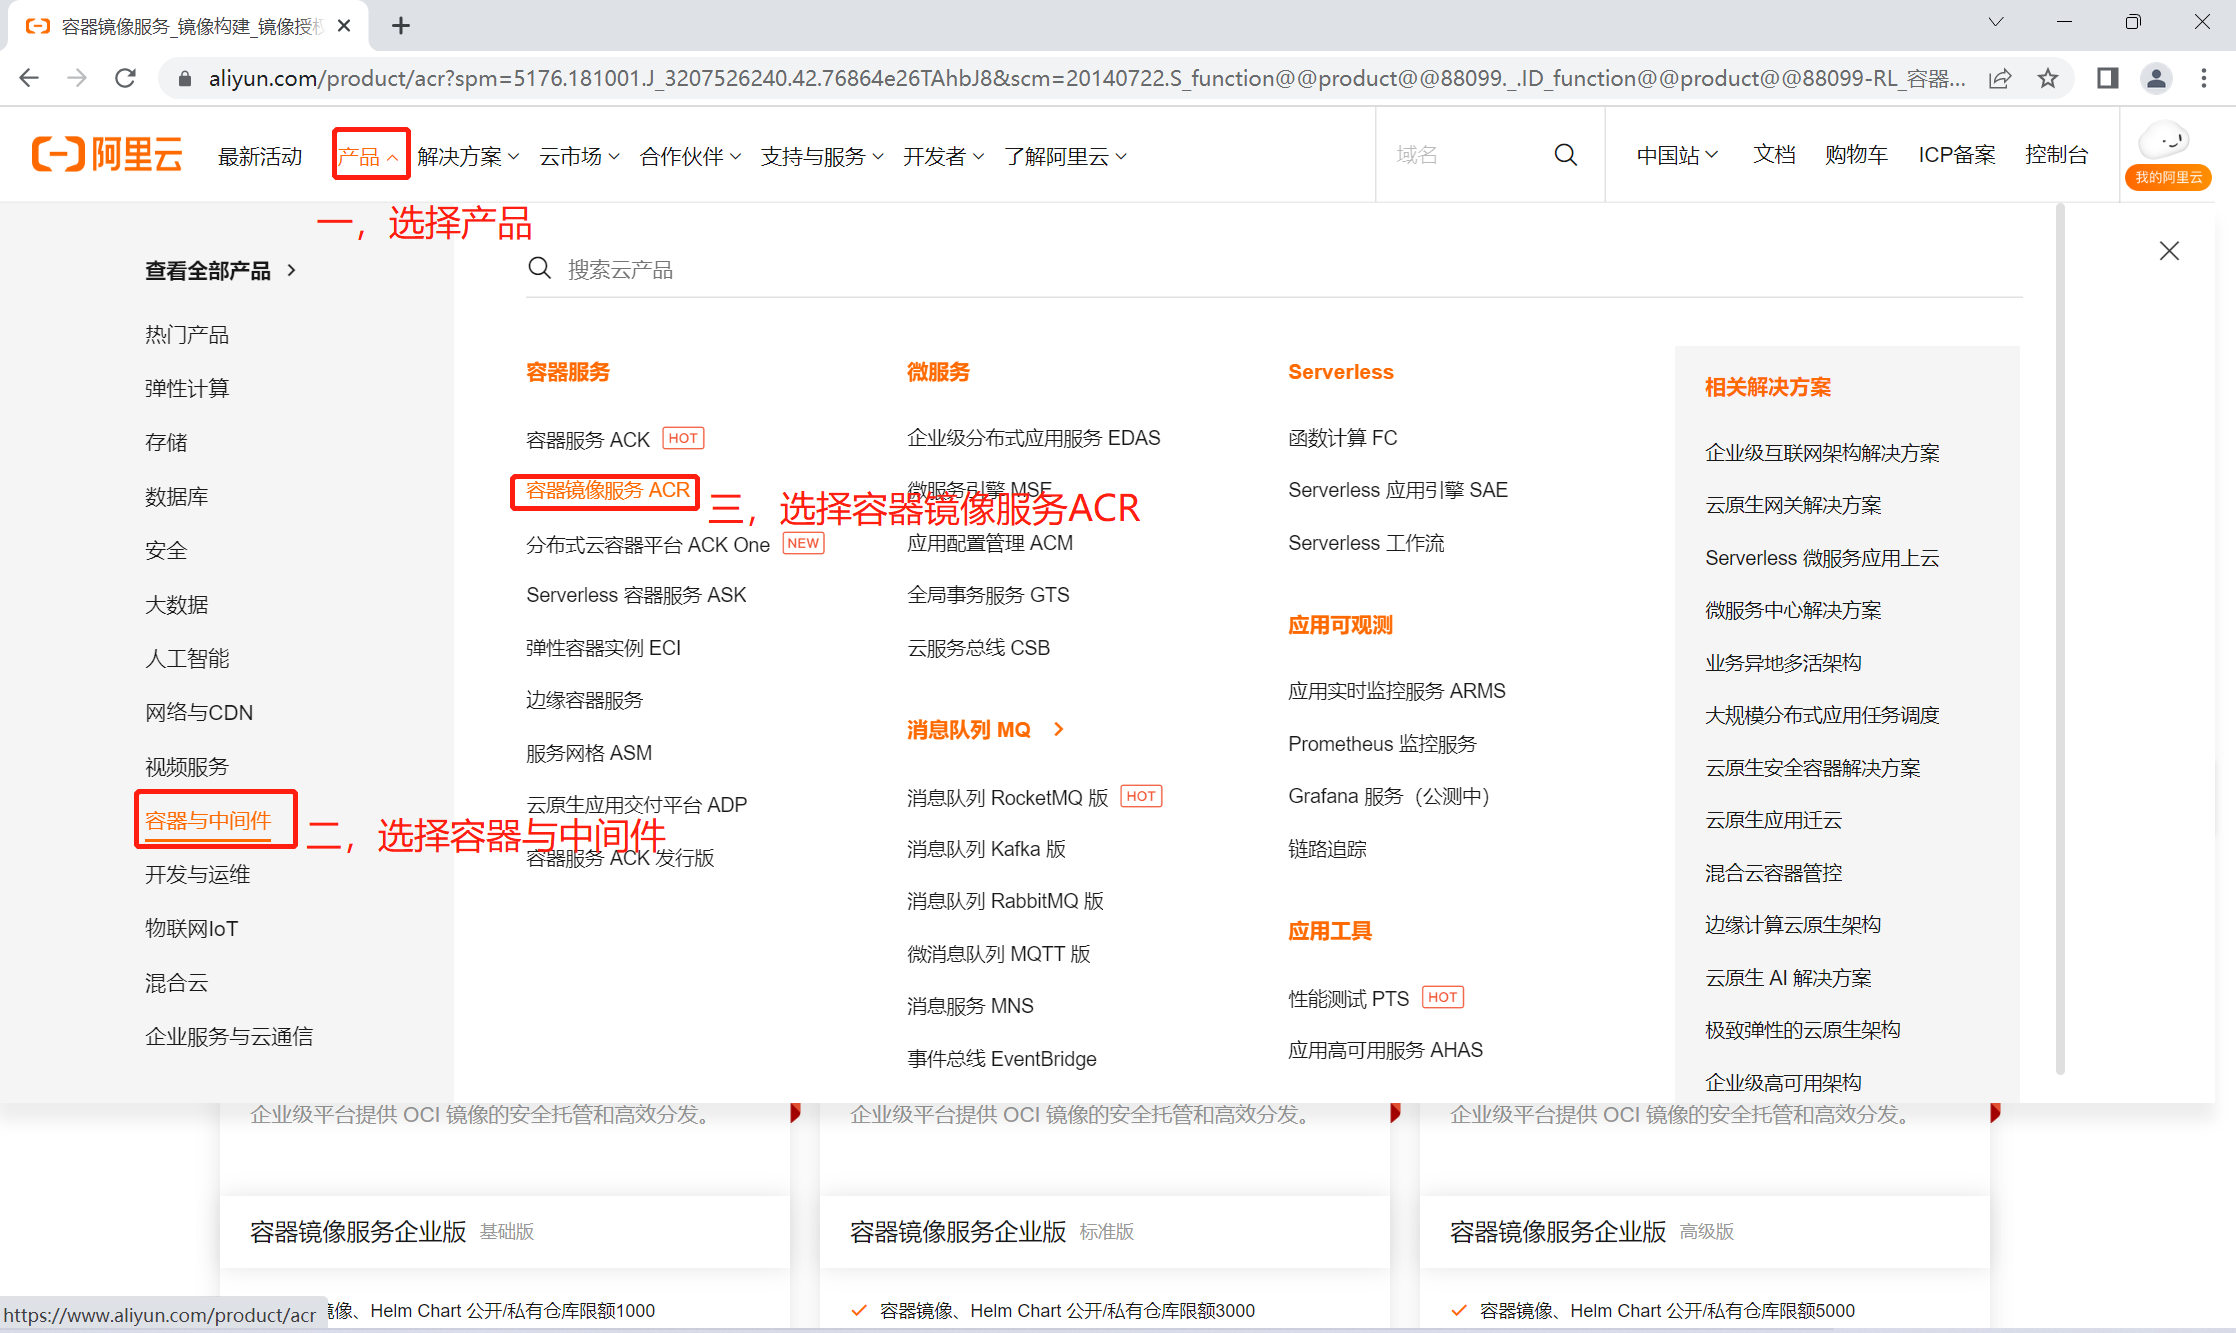 容器镜像服务_镜像构建_镜像授权
aliyun.com/product/acr?spm=5176.181001.J_3207526240.42.76864e26TAhbJ8&scm=20140722.S_function@@product@@88099._.ID_function@@product@@88099-RL_容器...
阿里云
最新活动
产品
解决方案
云市场
合作伙伴
支持与服务
开发者
了解阿里云
域名
中国站
文档
购物车
ICP备案
控制台
我的阿里云
一，选择产品
查看全部产品
热门产品
弹性计算
存储
数据库
安全
大数据
人工智能
网络与CDN
视频服务
容器与中间件
二，选择容器与中间件
开发与运维
物联网IoT
混合云
企业服务与云通信
搜索云产品
容器服务
容器服务 ACK HOT
容器镜像服务 ACR
三，选择容器镜像服务ACR
分布式云容器平台 ACK One NEW
Serverless 容器服务 ASK
弹性容器实例 ECI
边缘容器服务
服务网格 ASM
云原生应用交付平台 ADP
容器服务 ACK 发行版
微服务
企业级分布式应用服务 EDAS
微服务引擎 MSE
应用配置管理 ACM
全局事务服务 GTS
云服务总线 CSB
消息队列 MQ
消息队列 RocketMQ 版 HOT
消息队列 Kafka 版
消息队列 RabbitMQ 版
微消息队列 MQTT 版
消息服务 MNS
事件总线 EventBridge
Serverless
函数计算 FC
Serverless 应用引擎 SAE
Serverless 工作流
应用可观测
应用实时监控服务 ARMS
Prometheus 监控服务
Grafana 服务（公测中）
链路追踪
应用工具
性能测试 PTS HOT
应用高可用服务 AHAS
相关解决方案
企业级互联网架构解决方案
云原生网关解决方案
Serverless 微服务应用上云
微服务中心解决方案
业务异地多活架构
大规模分布式应用任务调度
云原生安全容器解决方案
云原生应用迁云
混合云容器管控
边缘计算云原生架构
云原生 AI 解决方案
极致弹性的云原生架构
企业级高可用架构
企业级平台提供 OCI 镜像的安全托管和高效分发。
企业级平台提供 OCI 镜像的安全托管和高效分发。
企业级平台提供 OCI 镜像的安全托管和高效分发。
容器镜像服务企业版 基础版
容器镜像服务企业版 标准版
容器镜像服务企业版 高级版
像、Helm Chart 公开/私有仓库限额1000
容器镜像、Helm Chart 公开/私有仓库限额3000
容器镜像、Helm Chart 公开/私有仓库限额5000
https://www.aliyun.com/product/acr